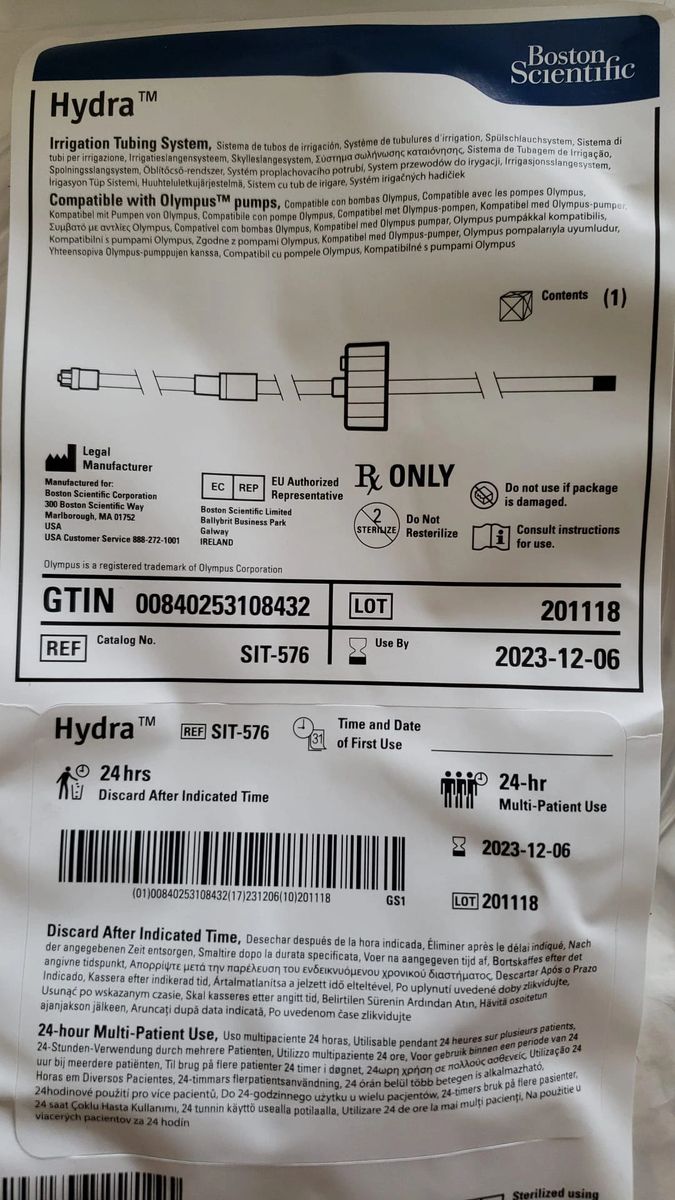 Boston
Scientific
Hydra™
Irrigation Tubing System, Sistema de tubos de irrigación, Système de tubulures d'irrigation, Spülschlauchsystem, Sistema di
tubi per irrigazione, Irrigatieslangensysteem, Skylleslangesystem, Σύστημα σωλήνωσης καταιόνησης, Sistema de Tubagem de Irrigação,
Spolningsslangsystem, Öblítőcső-rendszer, Systém proplachovacího potrubí, System przewodów do irygacji, Irrigasjonsslangesystem,
İrigasyon Tüp Sistemi, Huuhteluletkujärjestelmä, Sistem cu tub de irigare, Systém irigačných hadičiek
Compatible with Olympus™ pumps, Compatible con bombas Olympus, Compatible avec les pompes Olympus,
Kompatibel mit Pumpen von Olympus, Compatibile con pompe Olympus, Compatibel met Olympus-pompen, Kompatibel med Olympus-pumper,
Συμβατό με αντλίες Olympus, Compatível com bombas Olympus, Kompatibel med Olympus pumpar, Olympus pumpákkal kompatibilis,
Kompatibilní s pumpami Olympus, Zgodne z pompami Olympus, Kompatibel med Olympus-pumper, Olympus pompalarıyla uyumludur,
Yhteensopiva Olympus-pumppujen kanssa, Compatibil cu pompele Olympus, Kompatibilné s pumpami Olympus
Contents (1)
Legal
Manufacturer
Manufactured for:
Boston Scientific Corporation
300 Boston Scientific Way
Marlborough, MA 01752
USA
USA Customer Service 888-272-1001
EC REP
EU Authorized
Representative
Boston Scientific Limited
Ballybrit Business Park
Galway
IRELAND
Rx ONLY
2
STERILIZE
Do Not
Resterilize
Do not use if package
is damaged.
Consult instructions
for use.
Olympus is a registered trademark of Olympus Corporation
GTIN 00840253108432
LOT 201118
REF Catalog No. SIT-576
Use By 2023-12-06
Hydra™ REF SIT-576
31
Time and Date
of First Use
24 hrs
Discard After Indicated Time
24-hr
Multi-Patient Use
2023-12-06
(01)00840253108432(17)231206(10)201118 GS1
LOT 201118
Discard After Indicated Time, Desechar después de la hora indicada, Éliminer après le délai indiqué, Nach
der angegebenen Zeit entsorgen, Smaltire dopo la durata specificata, Voer na aangegeven tijd af, Bortskaffes efter det
angivne tidspunkt, Απορρίψτε μετά την παρέλευση του ενδεικνυόμενου χρονικού διαστήματος, Descartar Após o Prazo
Indicado, Kassera efter indikerad tid, Ártalmatlanítsa a jelzett idő elteltével, Po uplynutí uvedené doby zlikvidujte,
Usunąć po wskazanym czasie, Skal kasseres etter angitt tid, Belirtilen Sürenin Ardından Atın, Hävitä osoitetun
ajanjakson jälkeen, Aruncați după data indicată, Po uvedenom čase zlikvidujte
24-hour Multi-Patient Use, Uso multipaciente 24 horas, Utilisable pendant 24 heures sur plusieurs patients,
24-Stunden-Verwendung durch mehrere Patienten, Utilizzo multipaziente 24 ore, Voor gebruik binnen een periode van 24
uur bij meerdere patiënten, Til brug på flere patienter 24 timer i døgnet, 24ωρη χρήση σε πολλούς ασθενείς, Utilização 24
Horas em Diversos Pacientes, 24-timmars flerpatientsanvändning, 24 órán belül több betegen is alkalmazható,
24hodinové použití pro více pacientů, Do 24-godzinnego użytku u wielu pacjentów, 24-timers bruk på flere pasienter,
24 saat Çoklu Hasta Kullanımı, 24 tunnin käyttö usealla potilaalla, Utilizare 24 de ore la mai mulți pacienți, Na použitie u
viacerých pacientov za 24 hodín
Sterilized using